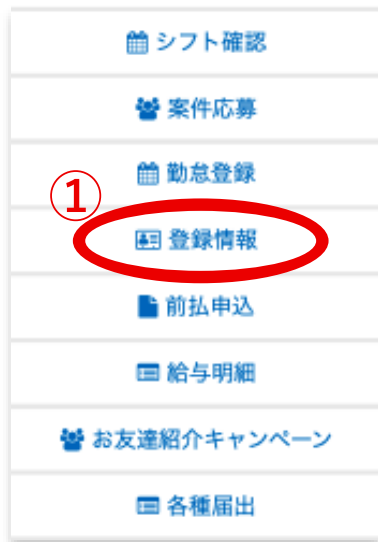 シフト確認
案件応募
勤怠登録
①
登録情報
前払申込
給与明細
お友達紹介キャンペーン
各種届出